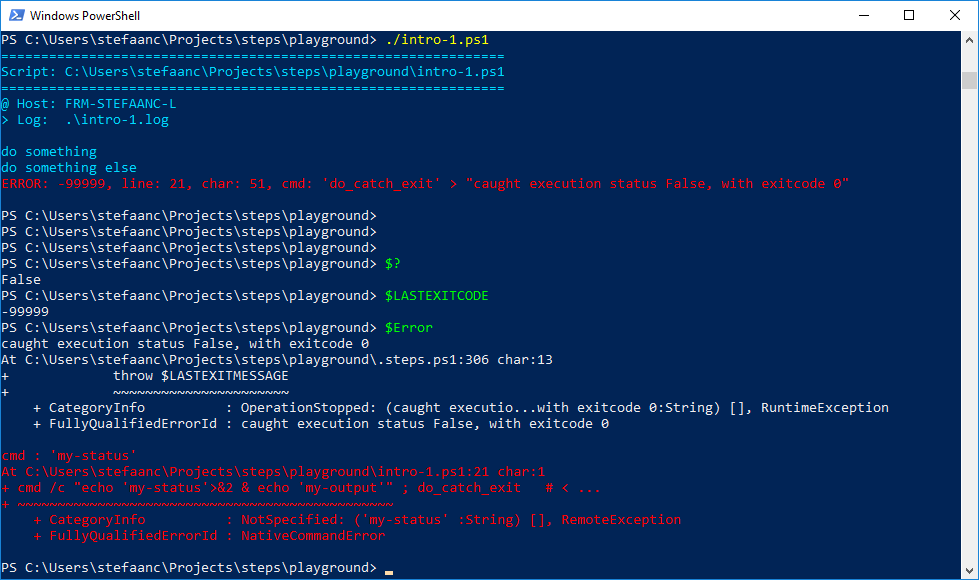 Windows PowerShell
PS C:\Users\stefaanc\Projects\steps\playground> ./intro-1.ps1
===============================================================
Script: C:\Users\stefaanc\Projects\steps\playground\intro-1.ps1
===============================================================
@ Host: FRM-STEFAANC-L
> Log:  .\intro-1.log
do something
do something else
ERROR: -99999, line: 21, char: 51, cmd: 'do_catch_exit' > "caught execution status False, with exitcode 0"
PS C:\Users\stefaanc\Projects\steps\playground>
PS C:\Users\stefaanc\Projects\steps\playground>
PS C:\Users\stefaanc\Projects\steps\playground>
PS C:\Users\stefaanc\Projects\steps\playground> $?
False
PS C:\Users\stefaanc\Projects\steps\playground> $LASTEXITCODE
-99999
PS C:\Users\stefaanc\Projects\steps\playground> $Error
caught execution status False, with exitcode 0
At C:\Users\stefaanc\Projects\steps\playground\.steps.ps1:306 char:13
+             throw $LASTEXITMESSAGE
+             ~~~~~~~~~~~~~~~~~~~~~~
    + CategoryInfo          : OperationStopped: (caught executio...with exitcode 0:String) [], RuntimeException
    + FullyQualifiedErrorId : caught execution status False, with exitcode 0
cmd : 'my-status'
At C:\Users\stefaanc\Projects\steps\playground\intro-1.ps1:21 char:1
+ cmd /c "echo 'my-status'>&2 & echo 'my-output'" ; do_catch_exit   # < ...
+ ~~~~~~~~~~~~~~~~~~~~~~~~~~~~~~~~~~~~~~~~~~~~~~~
    + CategoryInfo          : NotSpecified: ('my-status' :String) [], RemoteException
    + FullyQualifiedErrorId : NativeCommandError
PS C:\Users\stefaanc\Projects\steps\playground>